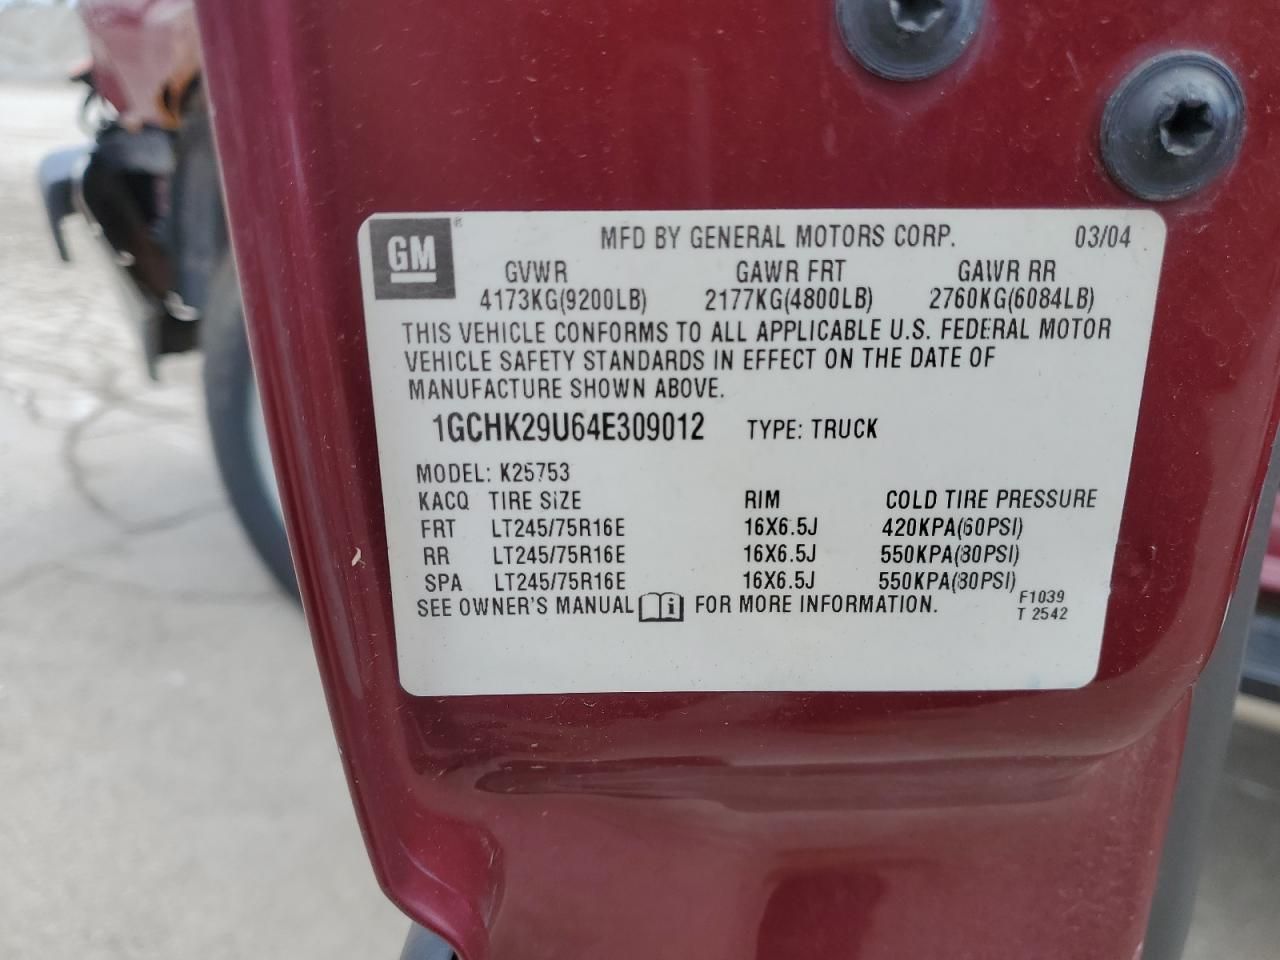 GM ® MFD BY GENERAL MOTORS CORP. 03/04
GVWR GAWR FRT GAWR RR
4173KG(9200LB) 2177KG(4800LB) 2760KG(6084LB)
THIS VEHICLE CONFORMS TO ALL APPLICABLE U.S. FEDERAL MOTOR
VEHICLE SAFETY STANDARDS IN EFFECT ON THE DATE OF
MANUFACTURE SHOWN ABOVE.
1GCHK29U64E309012 TYPE: TRUCK
MODEL: K25753
KACQ TIRE SIZE RIM COLD TIRE PRESSURE
FRT LT245/75R16E 16X6.5J 420KPA(60PSI)
RR LT245/75R16E 16X6.5J 550KPA(80PSI)
SPA LT245/75R16E 16X6.5J 550KPA(80PSI)
SEE OWNER'S MANUAL i FOR MORE INFORMATION. F1039
T 2542